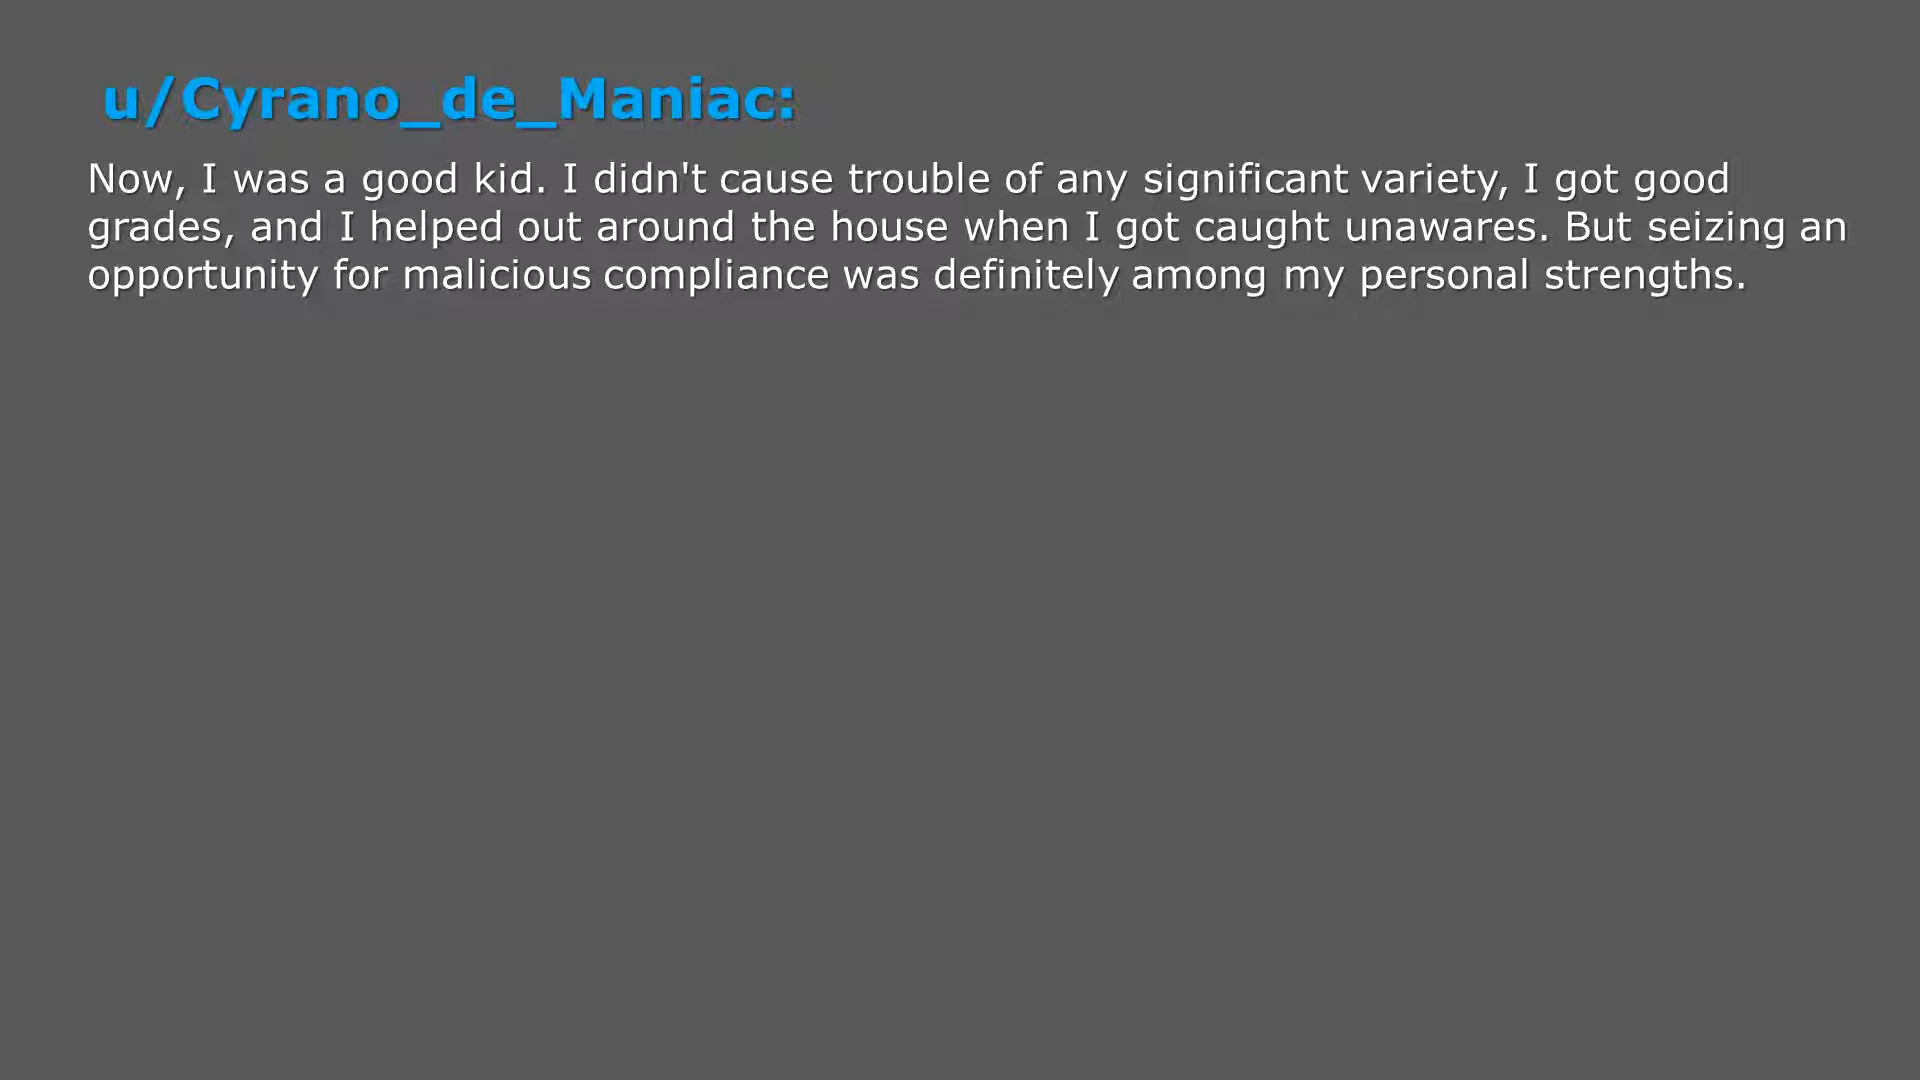 u/Cyrano_de_Maniac:
Now, I was a good kid. I didn't cause trouble of any significant variety, I got good
grades, and I helped out around the house when I got caught unawares. But seizing an
opportunity for malicious compliance was definitely among my personal strengths.